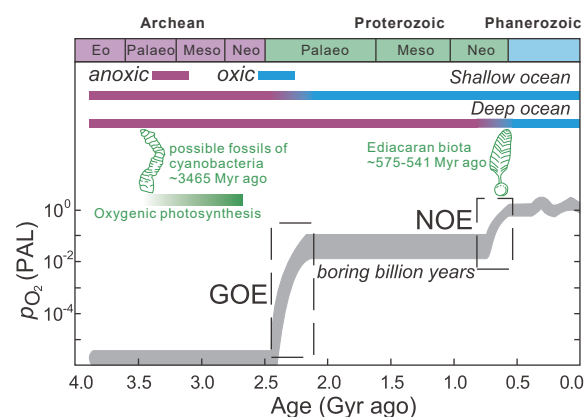 Archean Proterozoic Phanerozoic
Eo Palaeo Meso Neo Palaeo Meso Neo
anoxic oxic Shallow ocean
Deep ocean
possible fossils of
cyanobacteria
~3465 Myr ago
Oxygenic photosynthesis
Ediacaran biota
~575-541 Myr ago
NOE
GOE
boring billion years
pO2 (PAL)
10^0
10^-2
10^-4
4.0 3.5 3.0 2.5 2.0 1.5 1.0 0.5 0.0
Age (Gyr ago)